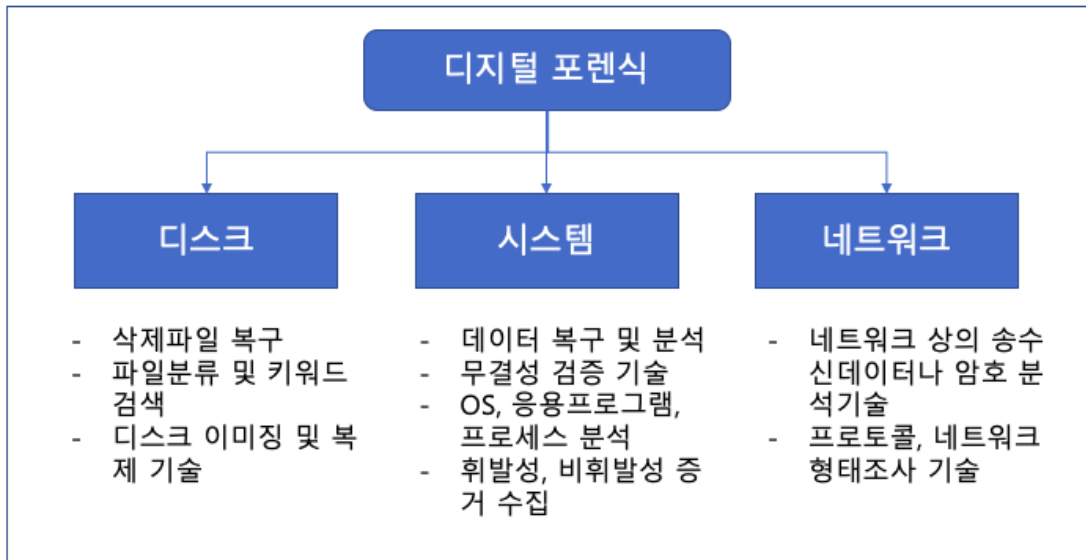 디지털 포렌식
디스크
시스템
네트워크
- 삭제파일 복구
- 파일분류 및 키워드
검색
- 디스크 이미징 및 복
제 기술
- 데이터 복구 및 분석
- 무결성 검증 기술
- OS, 응용프로그램,
프로세스 분석
- 휘발성, 비휘발성 증
거 수집
- 네트워크 상의 송수
신데이터나 암호 분
석기술
- 프로토콜, 네트워크
형태조사 기술